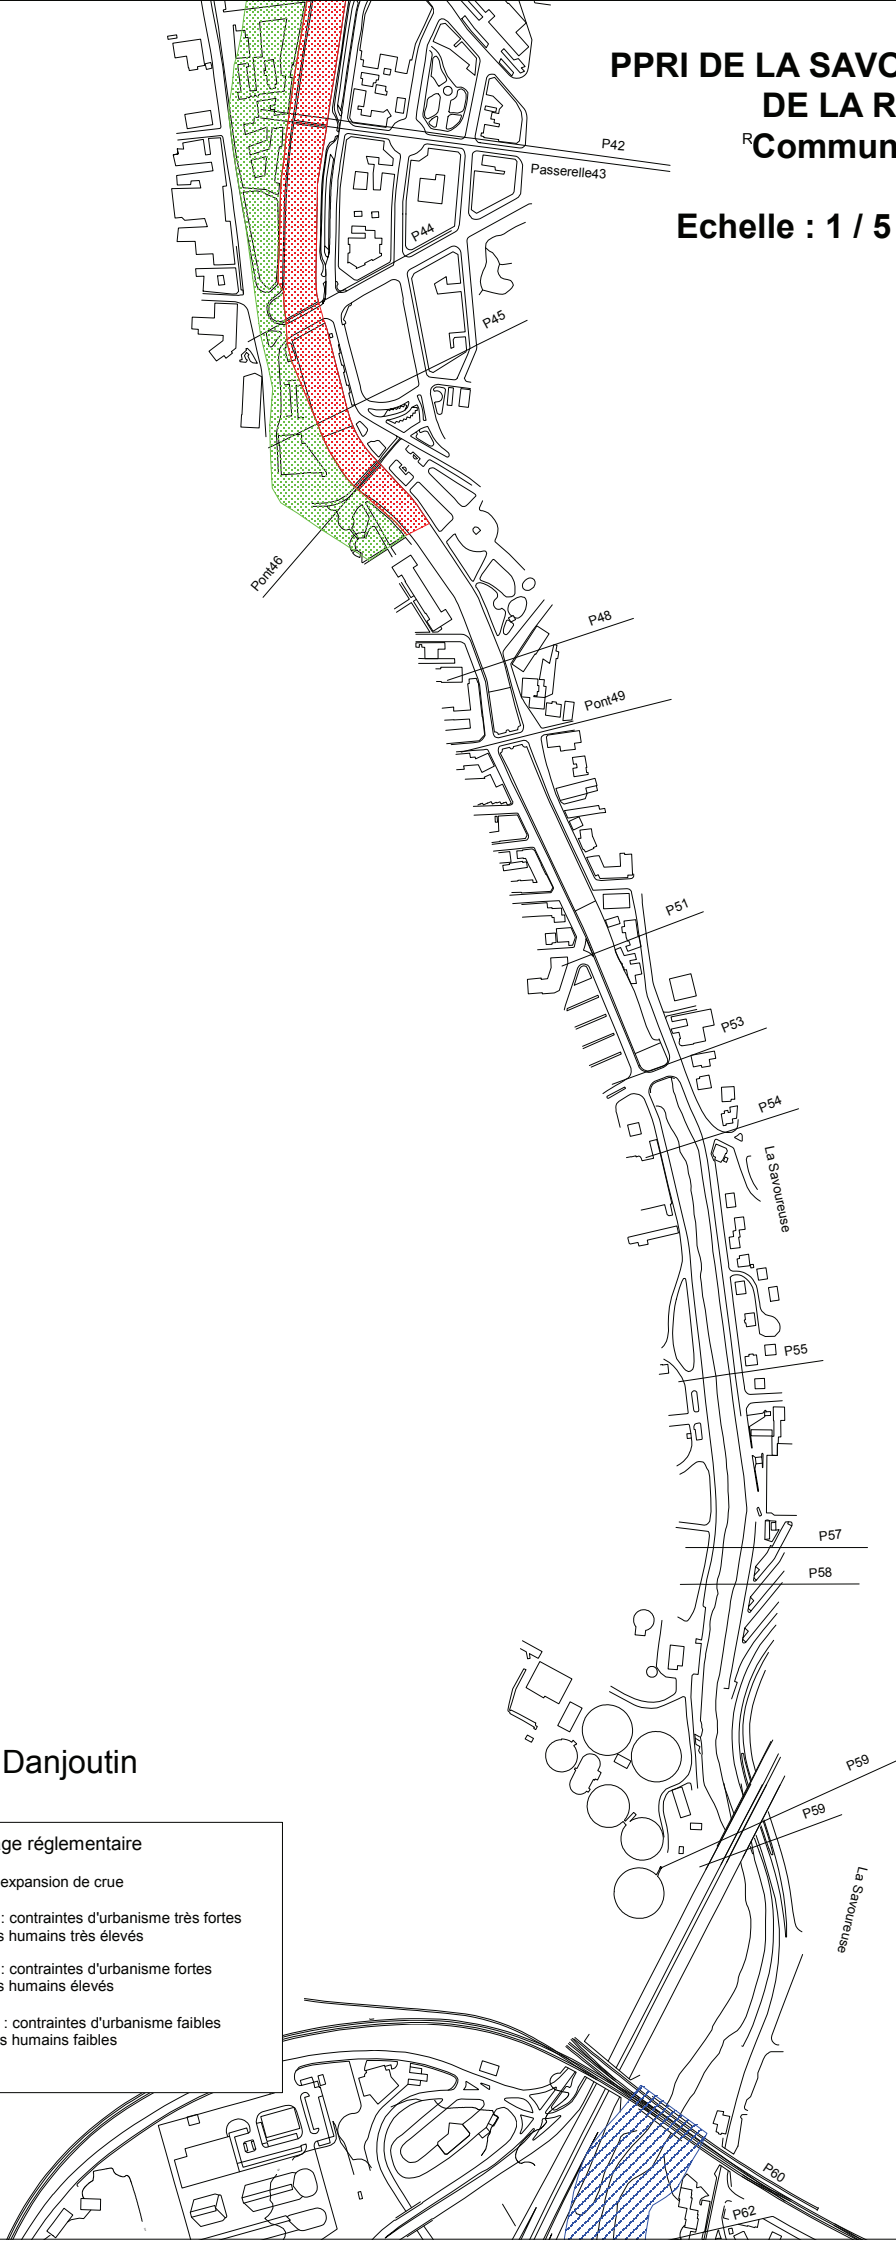 PPRI DE LA SAVO
DE LA R
RCommun
Echelle : 1 / 5
P42
Passerelle43
P44
P45
Pont46
P48
Pont49
P51
P53
P54
La Savoureuse
P55
P57
P58
P59
P59
La Savoureuse
P60
P62
Danjoutin
ge réglementaire
expansion de crue
: contraintes d'urbanisme très fortes
s humains très élevés
: contraintes d'urbanisme fortes
s humains élevés
: contraintes d'urbanisme faibles
s humains faibles